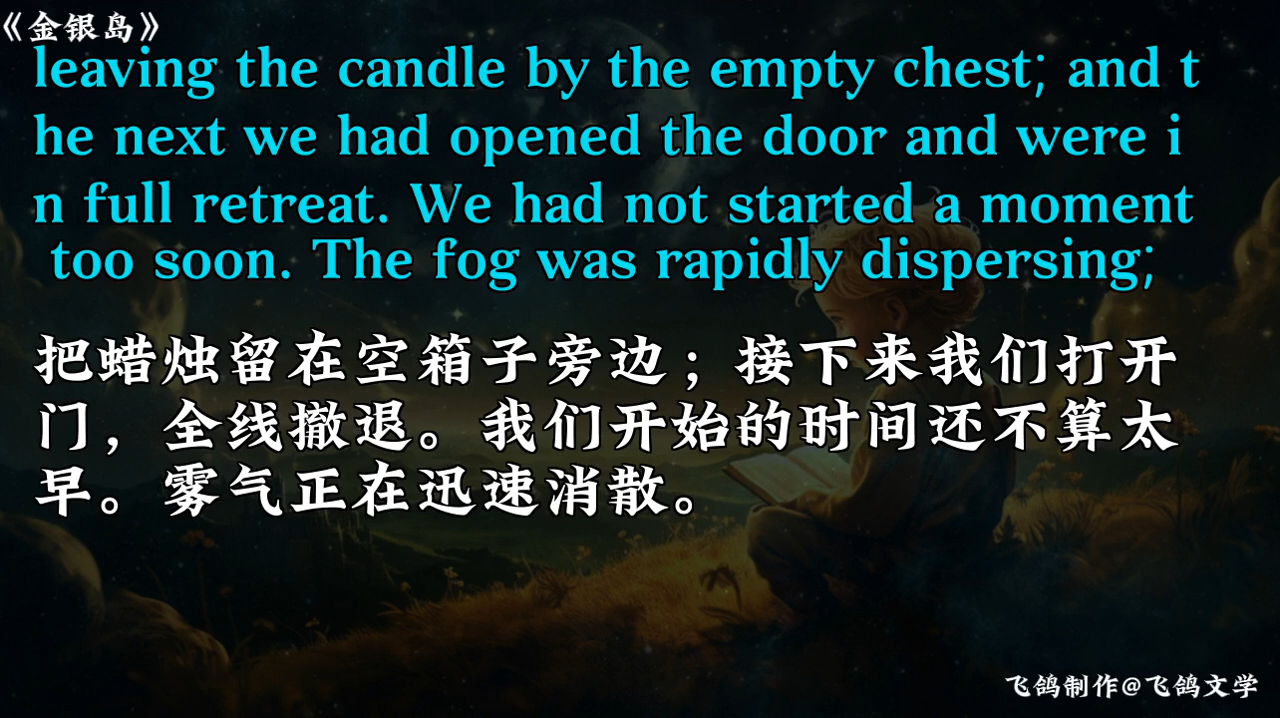 《金银岛》
leaving the candle by the empty chest; and t
he next we had opened the door and were i
n full retreat. We had not started a moment
too soon. The fog was rapidly dispersing;
把蜡烛留在空箱子旁边；接下来我们打开
门，全线撤退。我们开始的时间还不算太
早。雾气正在迅速消散。
飞鸽制作@飞鸽文学